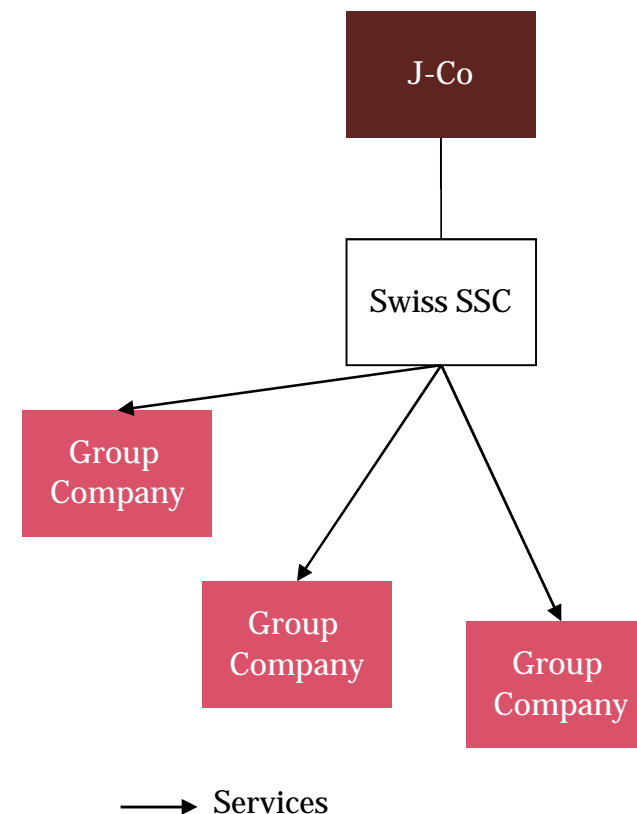 J-Co
Swiss SSC
Group
Company
Group
Company
Group
Company
Services